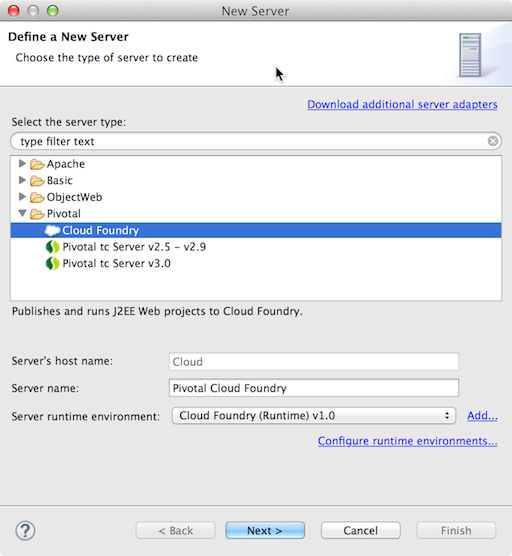 New Server
Define a New Server
Choose the type of server to create
Download additional server adapters
Select the server type:
type filter text
Apache
Basic
ObjectWeb
Pivotal
Cloud Foundry
Pivotal tc Server v2.5 – v2.9
Pivotal tc Server v3.0
Publishes and runs J2EE Web projects to Cloud Foundry.
Server's host name: Cloud
Server name: Pivotal Cloud Foundry
Server runtime environment: Cloud Foundry (Runtime) v1.0 Add...
Configure runtime environments...
? < Back Next > Cancel Finish